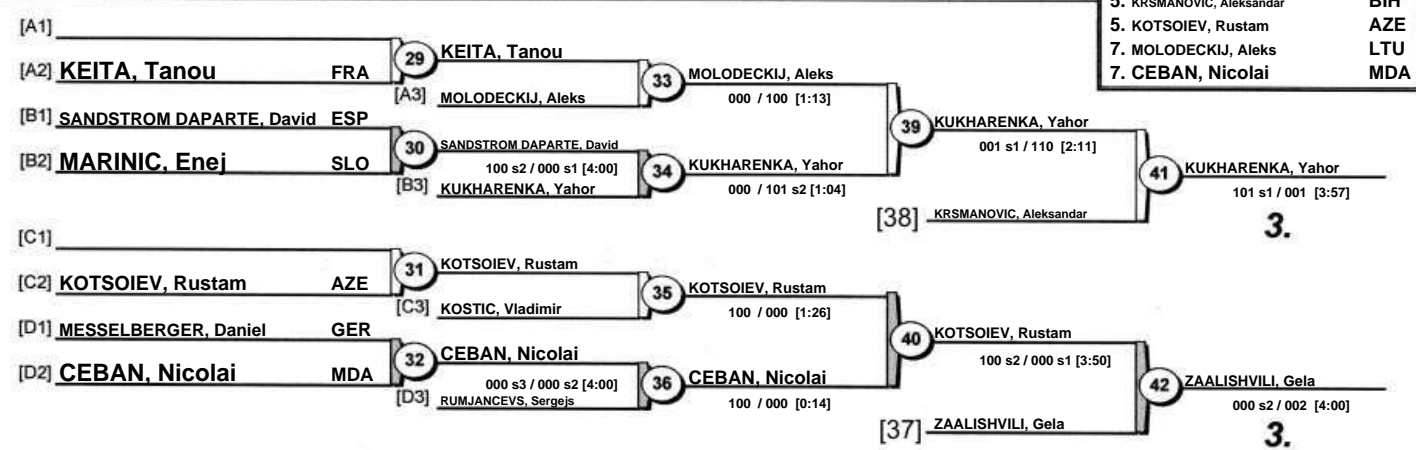 5. KRSMANOVIC, Aleksandar BIH
5. KOTSOIEV, Rustam AZE
7. MOLODECKIJ, Aleks LTU
7. CEBAN, Nicolai MDA
[A1]
29 KEITA, Tanou
[A2] KEITA, Tanou FRA
33 MOLODECKIJ, Aleks
000 / 100 [1:13]
[A3] MOLODECKIJ, Aleks
[B1] SANDSTROM DAPARTE, David ESP
39 KUKHARENKA, Yahor
001 s1 / 110 [2:11]
30 SANDSTROM DAPARTE, David
100 s2 / 000 s1 [4:00]
[B2] MARINIC, Enej SLO
34 KUKHARENKA, Yahor
000 / 101 s2 [1:04]
[B3] KUKHARENKA, Yahor
41 KUKHARENKA, Yahor
101 s1 / 001 [3:57]
[38] KRSMANOVIC, Aleksandar
3.
[C1]
31 KOTSOIEV, Rustam
[C2] KOTSOIEV, Rustam AZE
35 KOTSOIEV, Rustam
100 / 000 [1:26]
[C3] KOSTIC, Vladimir
[D1] MESSELBERGER, Daniel GER
40 KOTSOIEV, Rustam
100 s2 / 000 s1 [3:50]
32 CEBAN, Nicolai
000 s3 / 000 s2 [4:00]
[D2] CEBAN, Nicolai MDA
36 CEBAN, Nicolai
100 / 000 [0:14]
[D3] RUMJANCEVS, Sergejs
42 ZAALISHVILI, Gela
000 s2 / 002 [4:00]
[37] ZAALISHVILI, Gela
3.